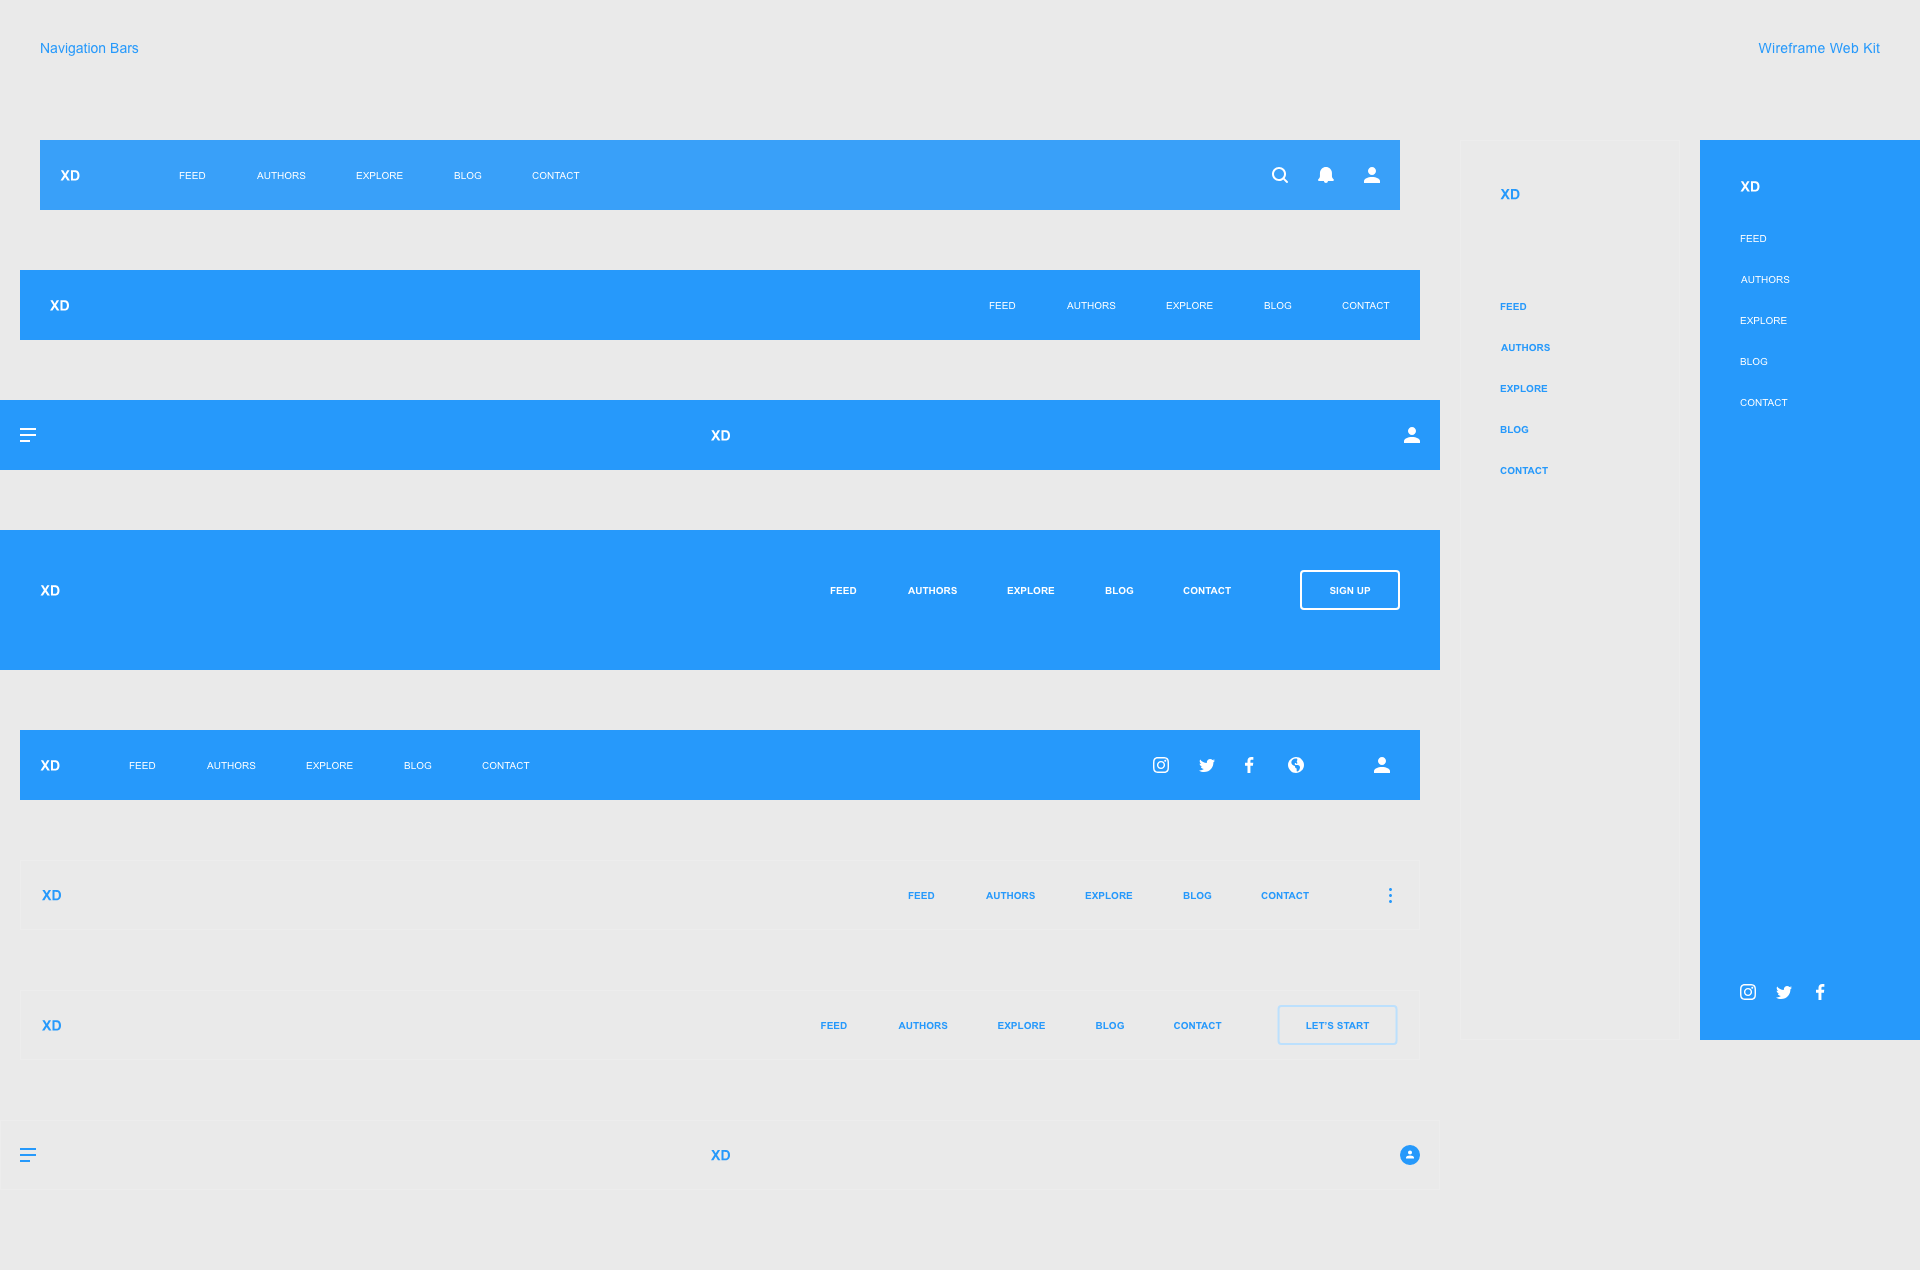 Navigation Bars
Wireframe Web Kit
XD FEED AUTHORS EXPLORE BLOG CONTACT
XD FEED AUTHORS EXPLORE BLOG CONTACT
XD
XD FEED AUTHORS EXPLORE BLOG CONTACT SIGN UP
XD FEED AUTHORS EXPLORE BLOG CONTACT
XD FEED AUTHORS EXPLORE BLOG CONTACT
XD FEED AUTHORS EXPLORE BLOG CONTACT LET'S START
XD
XD
FEED
AUTHORS
EXPLORE
BLOG
CONTACT
XD
FEED
AUTHORS
EXPLORE
BLOG
CONTACT